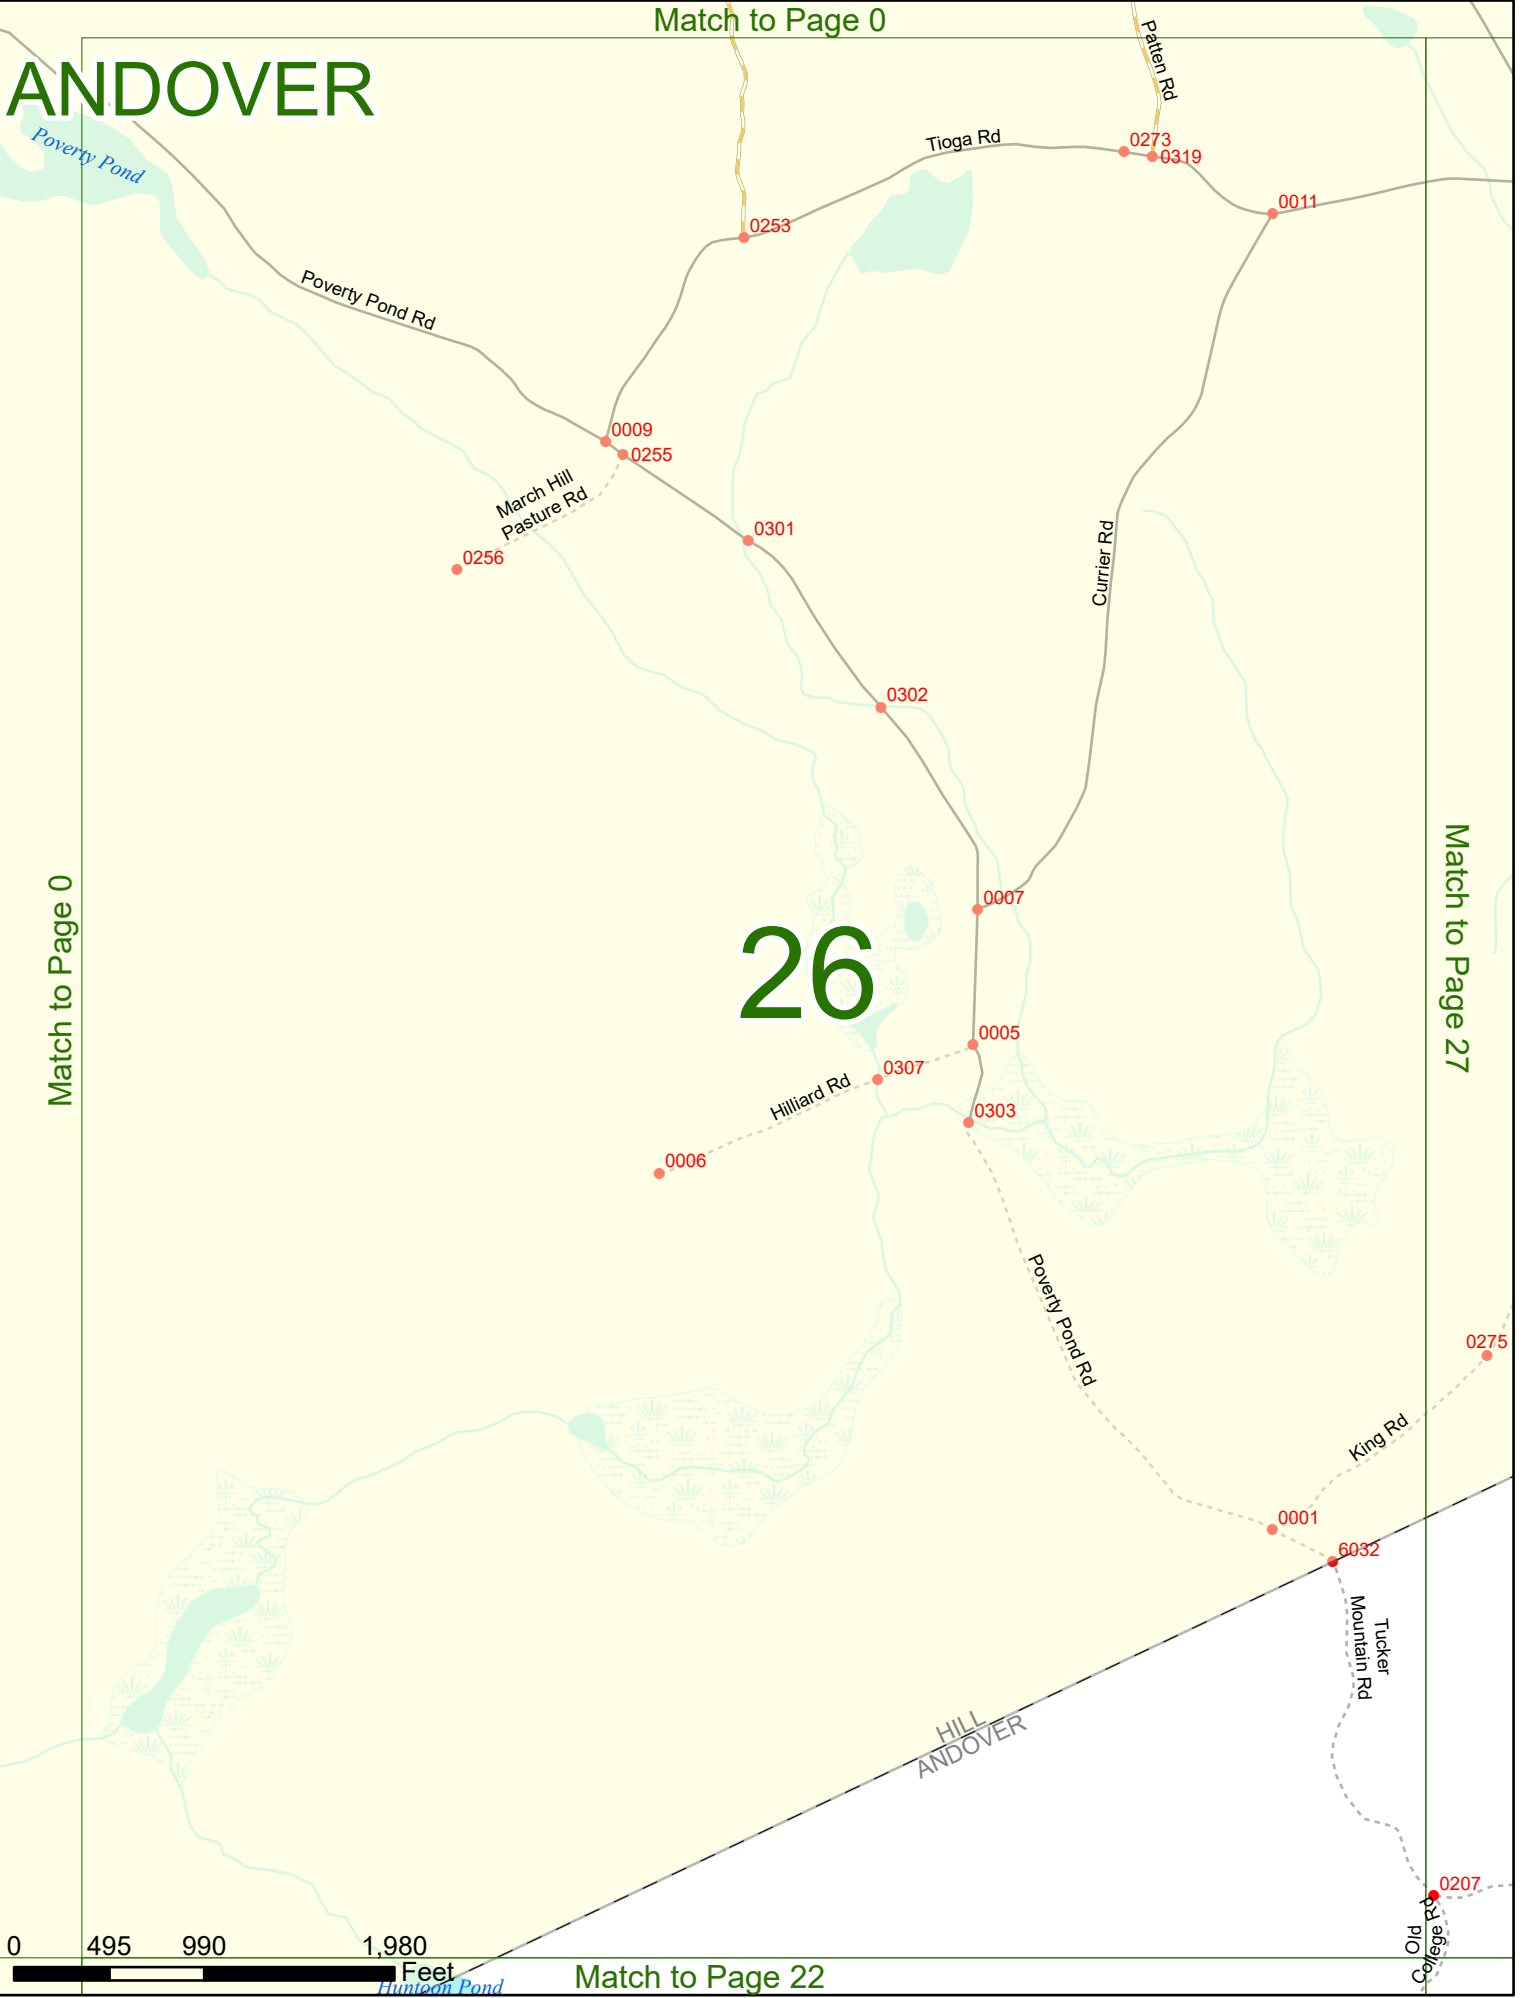 Match to Page 0
ANDOVER
Patten Rd
Poverty Pond
Tioga Rd
0273
0319
0011
0253
Poverty Pond Rd
0009
0255
March Hill
Pasture Rd
0301
0256
Currier Rd
0302
Match to Page 27
Match to Page 0
0007
26
0005
0307
Hilliard Rd
0303
0006
Poverty Pond Rd
0275
King Rd
0001
6032
Tucker
Mountain Rd
HILL
ANDOVER
0207
Old
College Rd
0 495 990 1,980
Feet
Huntoon Pond
Match to Page 22